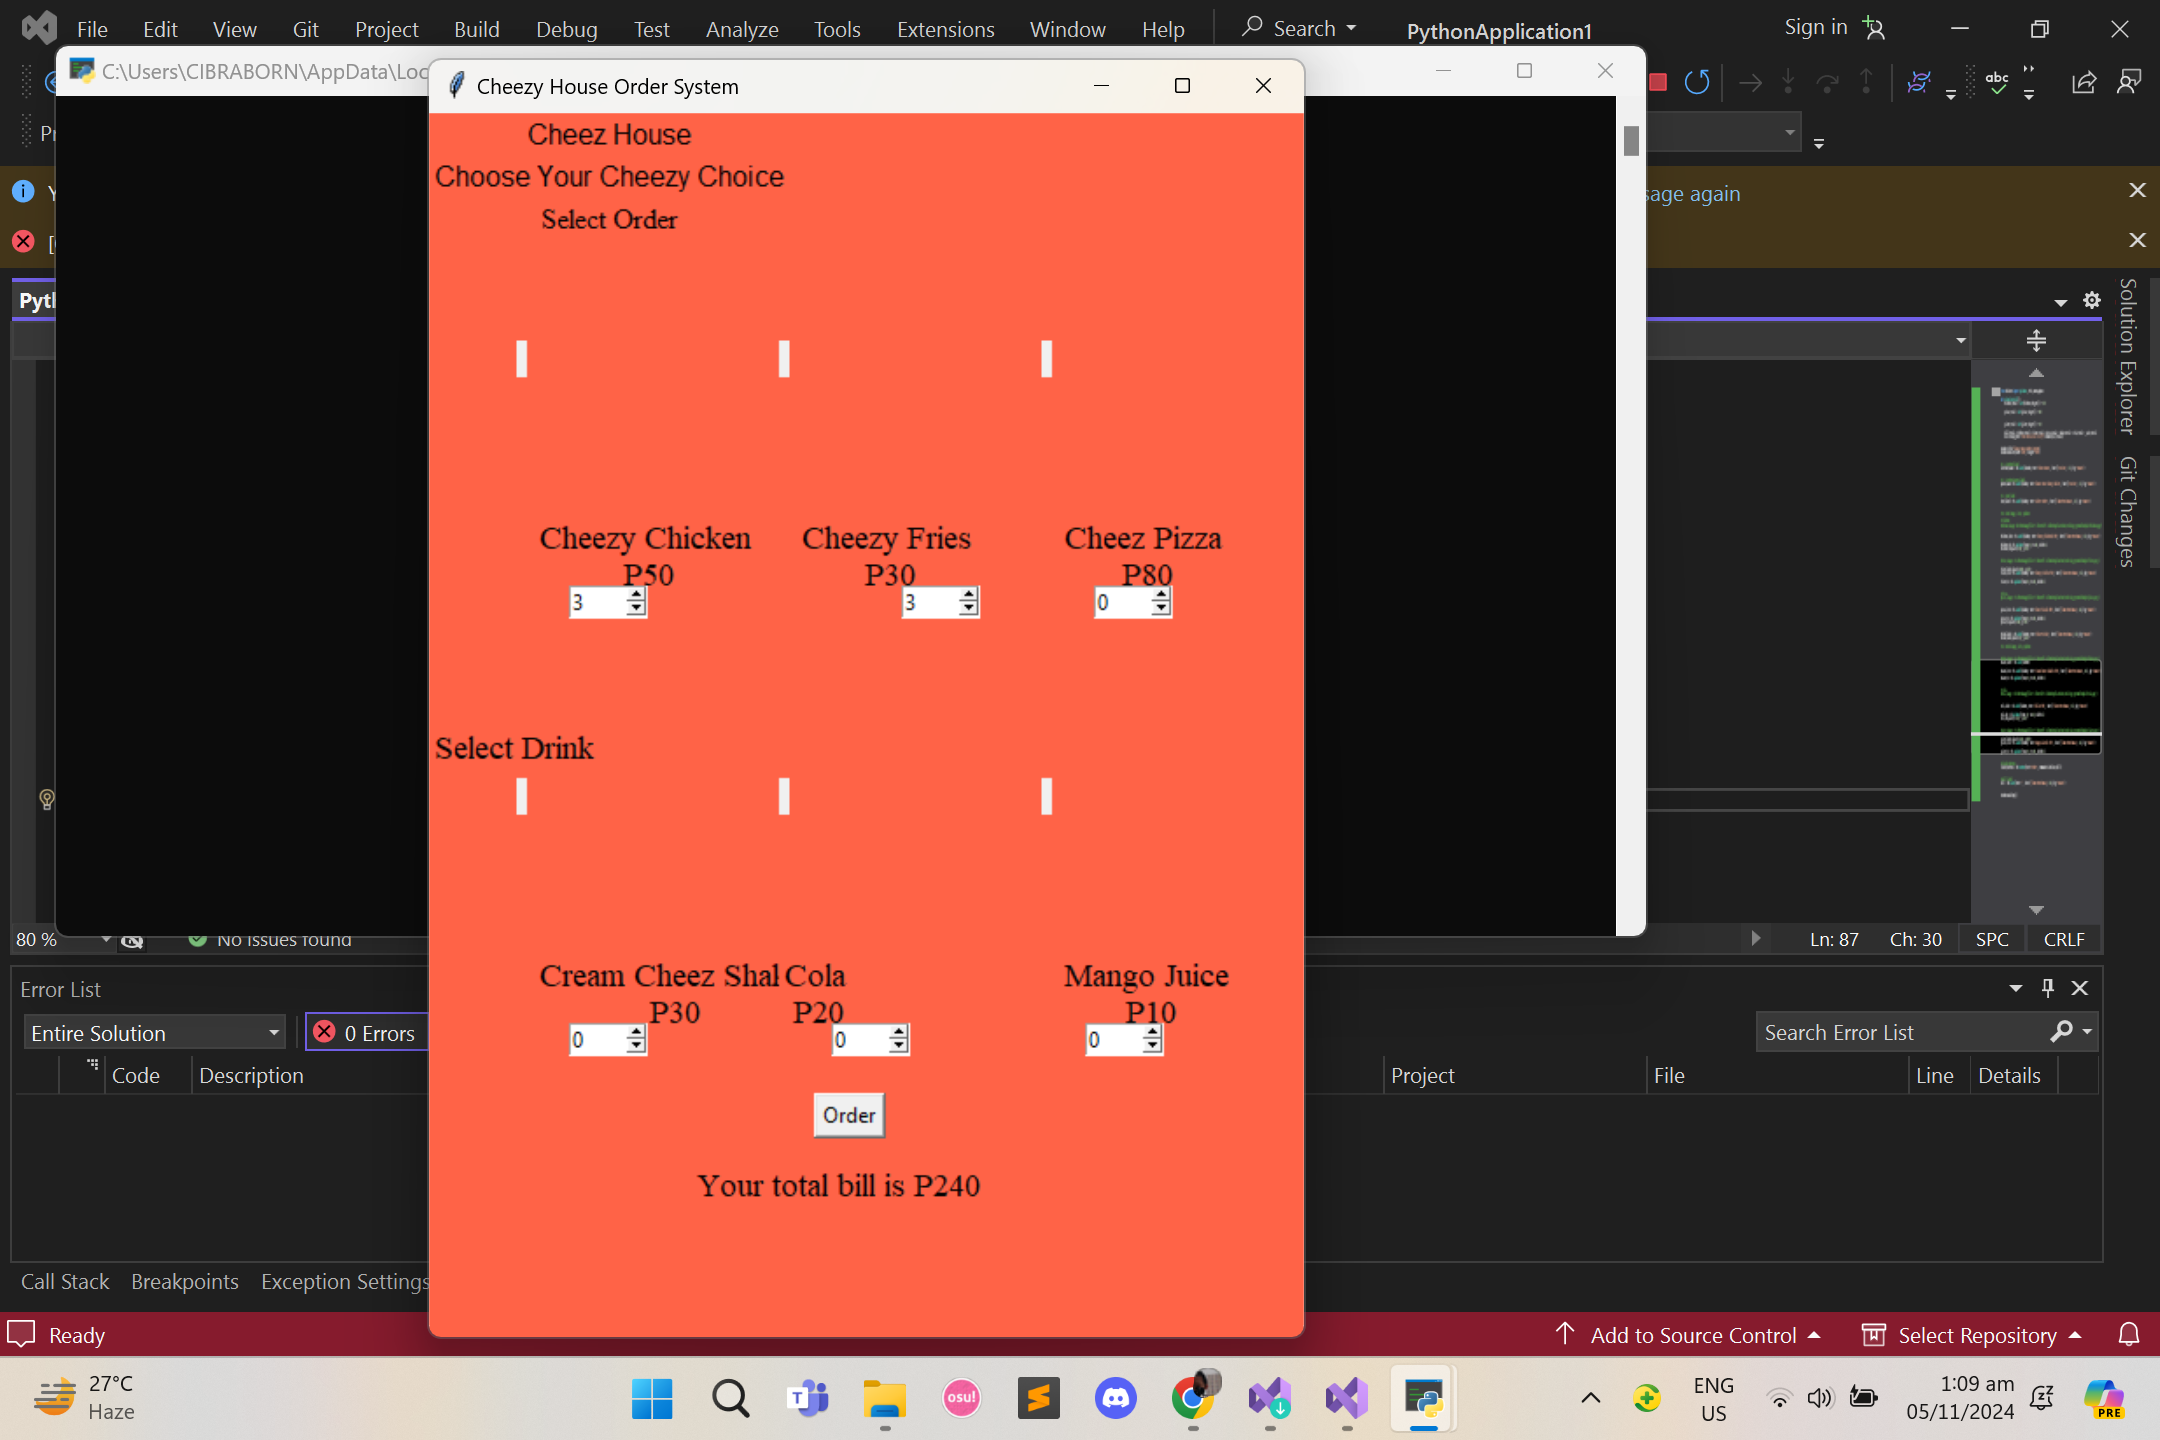 File Edit View Git Project Build Debug Test Analyze Tools Extensions Window Help Search PythonApplication1 Sign in
C:\Users\CIBRABORN\AppData\Loc
Cheezy House Order System
abc
Cheez House
Choose Your Cheezy Choice
sage again
Select Order
Solution Explorer
Git Changes
Cheezy Chicken Cheezy Fries Cheez Pizza
P50 P30 P80
3 3 0
Select Drink
80 % No issues found Ln: 87 Ch: 30 SPC CRLF
Cream Cheez Shal Cola Mango Juice
P30 P20 P10
0 0 0
Error List
Entire Solution 0 Errors Search Error List
Code Description Project File Line Details
Order
Your total bill is P240
Call Stack Breakpoints Exception Settings
Ready Add to Source Control Select Repository
27°C
Haze
T
osu!
S
ENG
US
1:09 am
05/11/2024
PRE